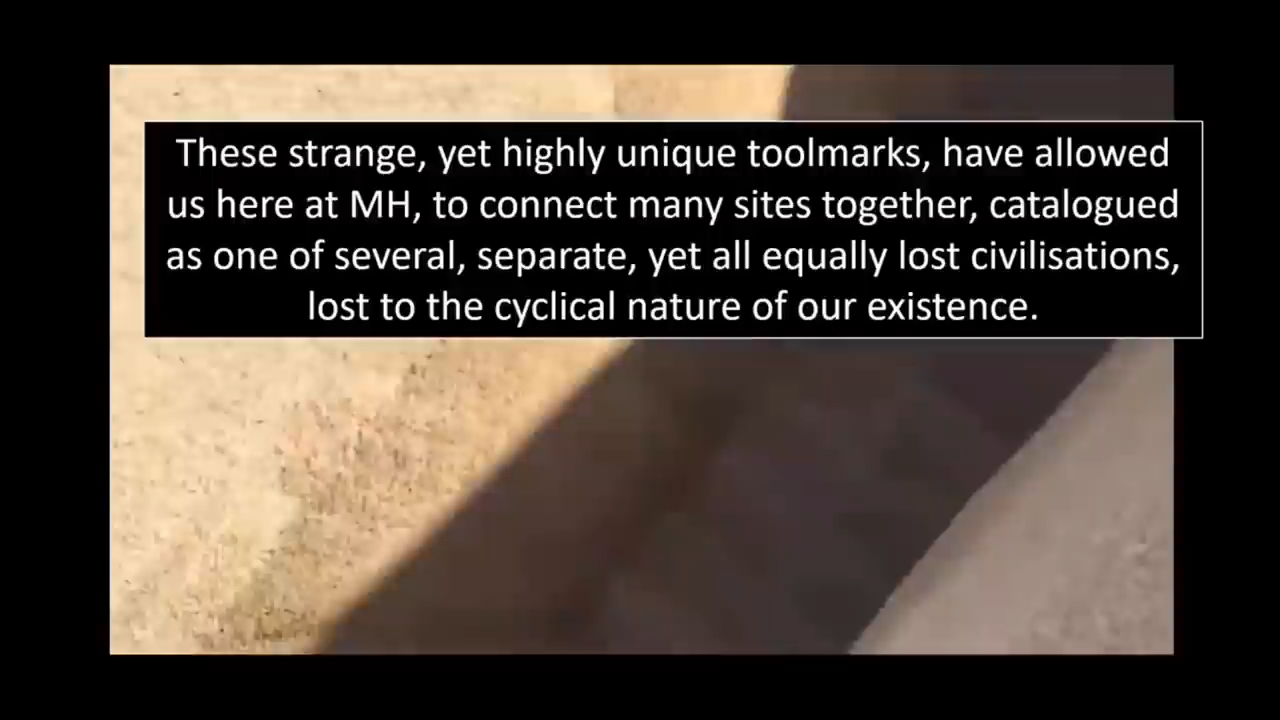 These strange, yet highly unique toolmarks, have allowed
us here at MH, to connect many sites together, catalogued
as one of several, separate, yet all equally lost civilisations,
lost to the cyclical nature of our existence.